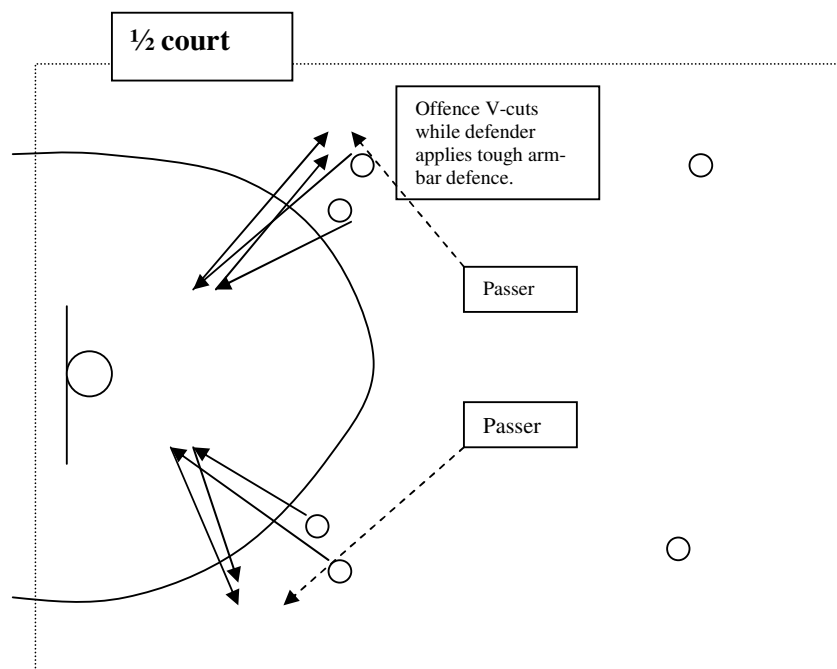 ½ court
Offence V-cuts
while defender
applies tough arm-
bar defence.
Passer
Passer